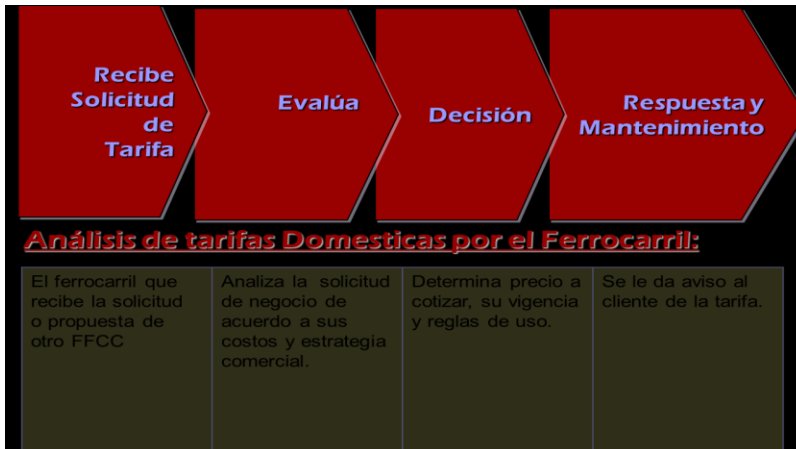 Recibe
Solicitud
de
Tarifa
Evalúa
Decisión
Respuesta y
Mantenimiento
Análisis de tarifas Domesticas por el Ferrocarril:
El ferrocarril que
recibe la solicitud
o propuesta de
otro FFCC
Analiza la solicitud
de negocio de
acuerdo a sus
costos y estrategia
comercial.
Determina precio a
cotizar, su vigencia
y reglas de uso.
Se le da aviso al
cliente de la tarifa.